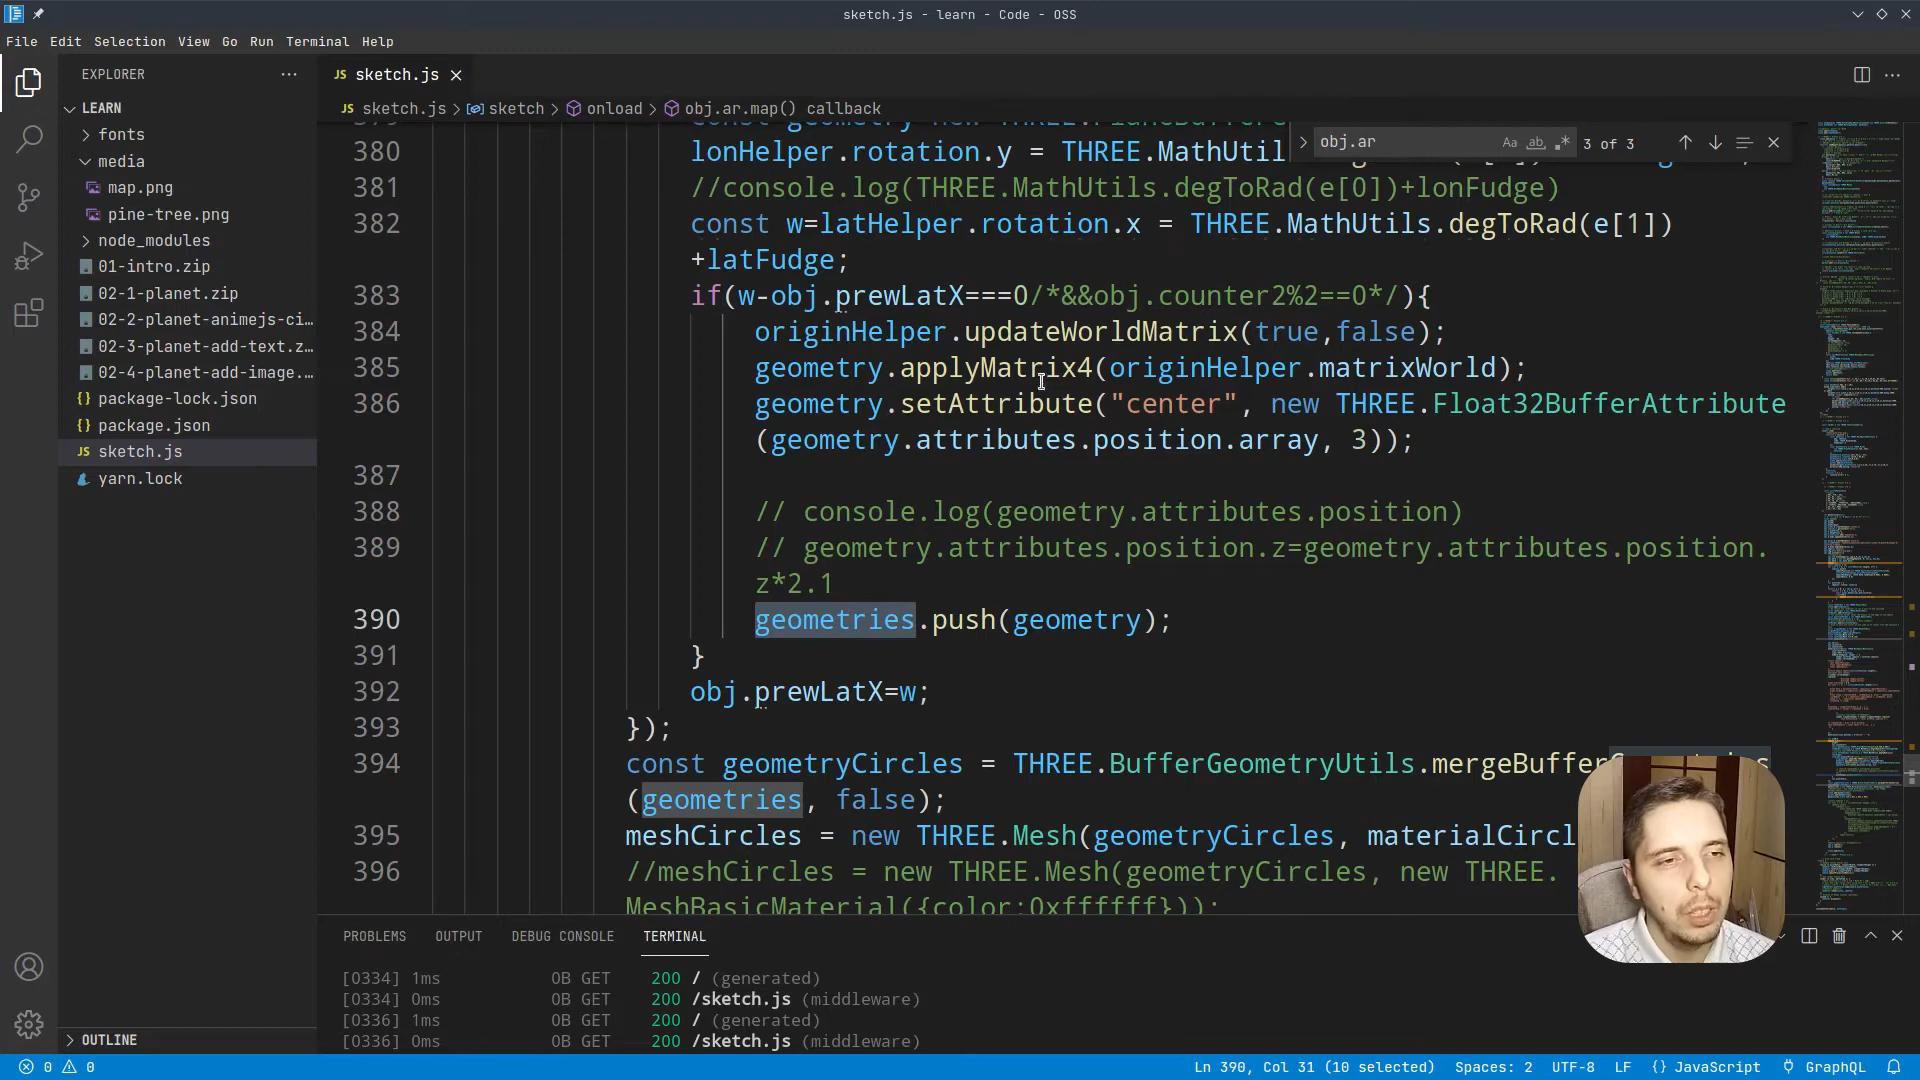 sketch.js - learn - Code - OSS
File Edit Selection View Go Run Terminal Help
EXPLORER
LEARN
fonts
media
map.png
pine-tree.png
node_modules
01-intro.zip
02-1-planet.zip
02-2-planet-animejs-ci...
02-3-planet-add-text.z...
02-4-planet-add-image....
package-lock.json
package.json
sketch.js
yarn.lock
OUTLINE
JS sketch.js
JS sketch.js > sketch > onload > obj.ar.map() callback
obj.ar Aa ab .* 3 of 3
380 lonHelper.rotation.y = THREE.MathUtil
381 //console.log(THREE.MathUtils.degToRad(e[0])+lonFudge)
382 const w=latHelper.rotation.x = THREE.MathUtils.degToRad(e[1])
+latFudge;
383 if(w-obj.prewLatX===0/*&&obj.counter2%2==0*/){
384 originHelper.updateWorldMatrix(true,false);
385 geometry.applyMatrix4(originHelper.matrixWorld);
386 geometry.setAttribute("center", new THREE.Float32BufferAttribute
(geometry.attributes.position.array, 3));
387
388 // console.log(geometry.attributes.position)
389 // geometry.attributes.position.z=geometry.attributes.position.
z*2.1
390 geometries.push(geometry);
391 }
392 obj.prewLatX=w;
393 });
394 const geometryCircles = THREE.BufferGeometryUtils.mergeBuffer
(geometries, false);
395 meshCircles = new THREE.Mesh(geometryCircles, materialCircl
396 //meshCircles = new THREE.Mesh(geometryCircles, new THREE.
MeshBasicMaterial({color:0xffffff}));
PROBLEMS OUTPUT DEBUG CONSOLE TERMINAL
[0334] 1ms 0B GET 200 / (generated)
[0334] 0ms 0B GET 200 /sketch.js (middleware)
[0336] 1ms 0B GET 200 / (generated)
[0336] 0ms 0B GET 200 /sketch.js (middleware)
0 0 Ln 390, Col 31 (10 selected) Spaces: 2 UTF-8 LF {} JavaScript GraphQL